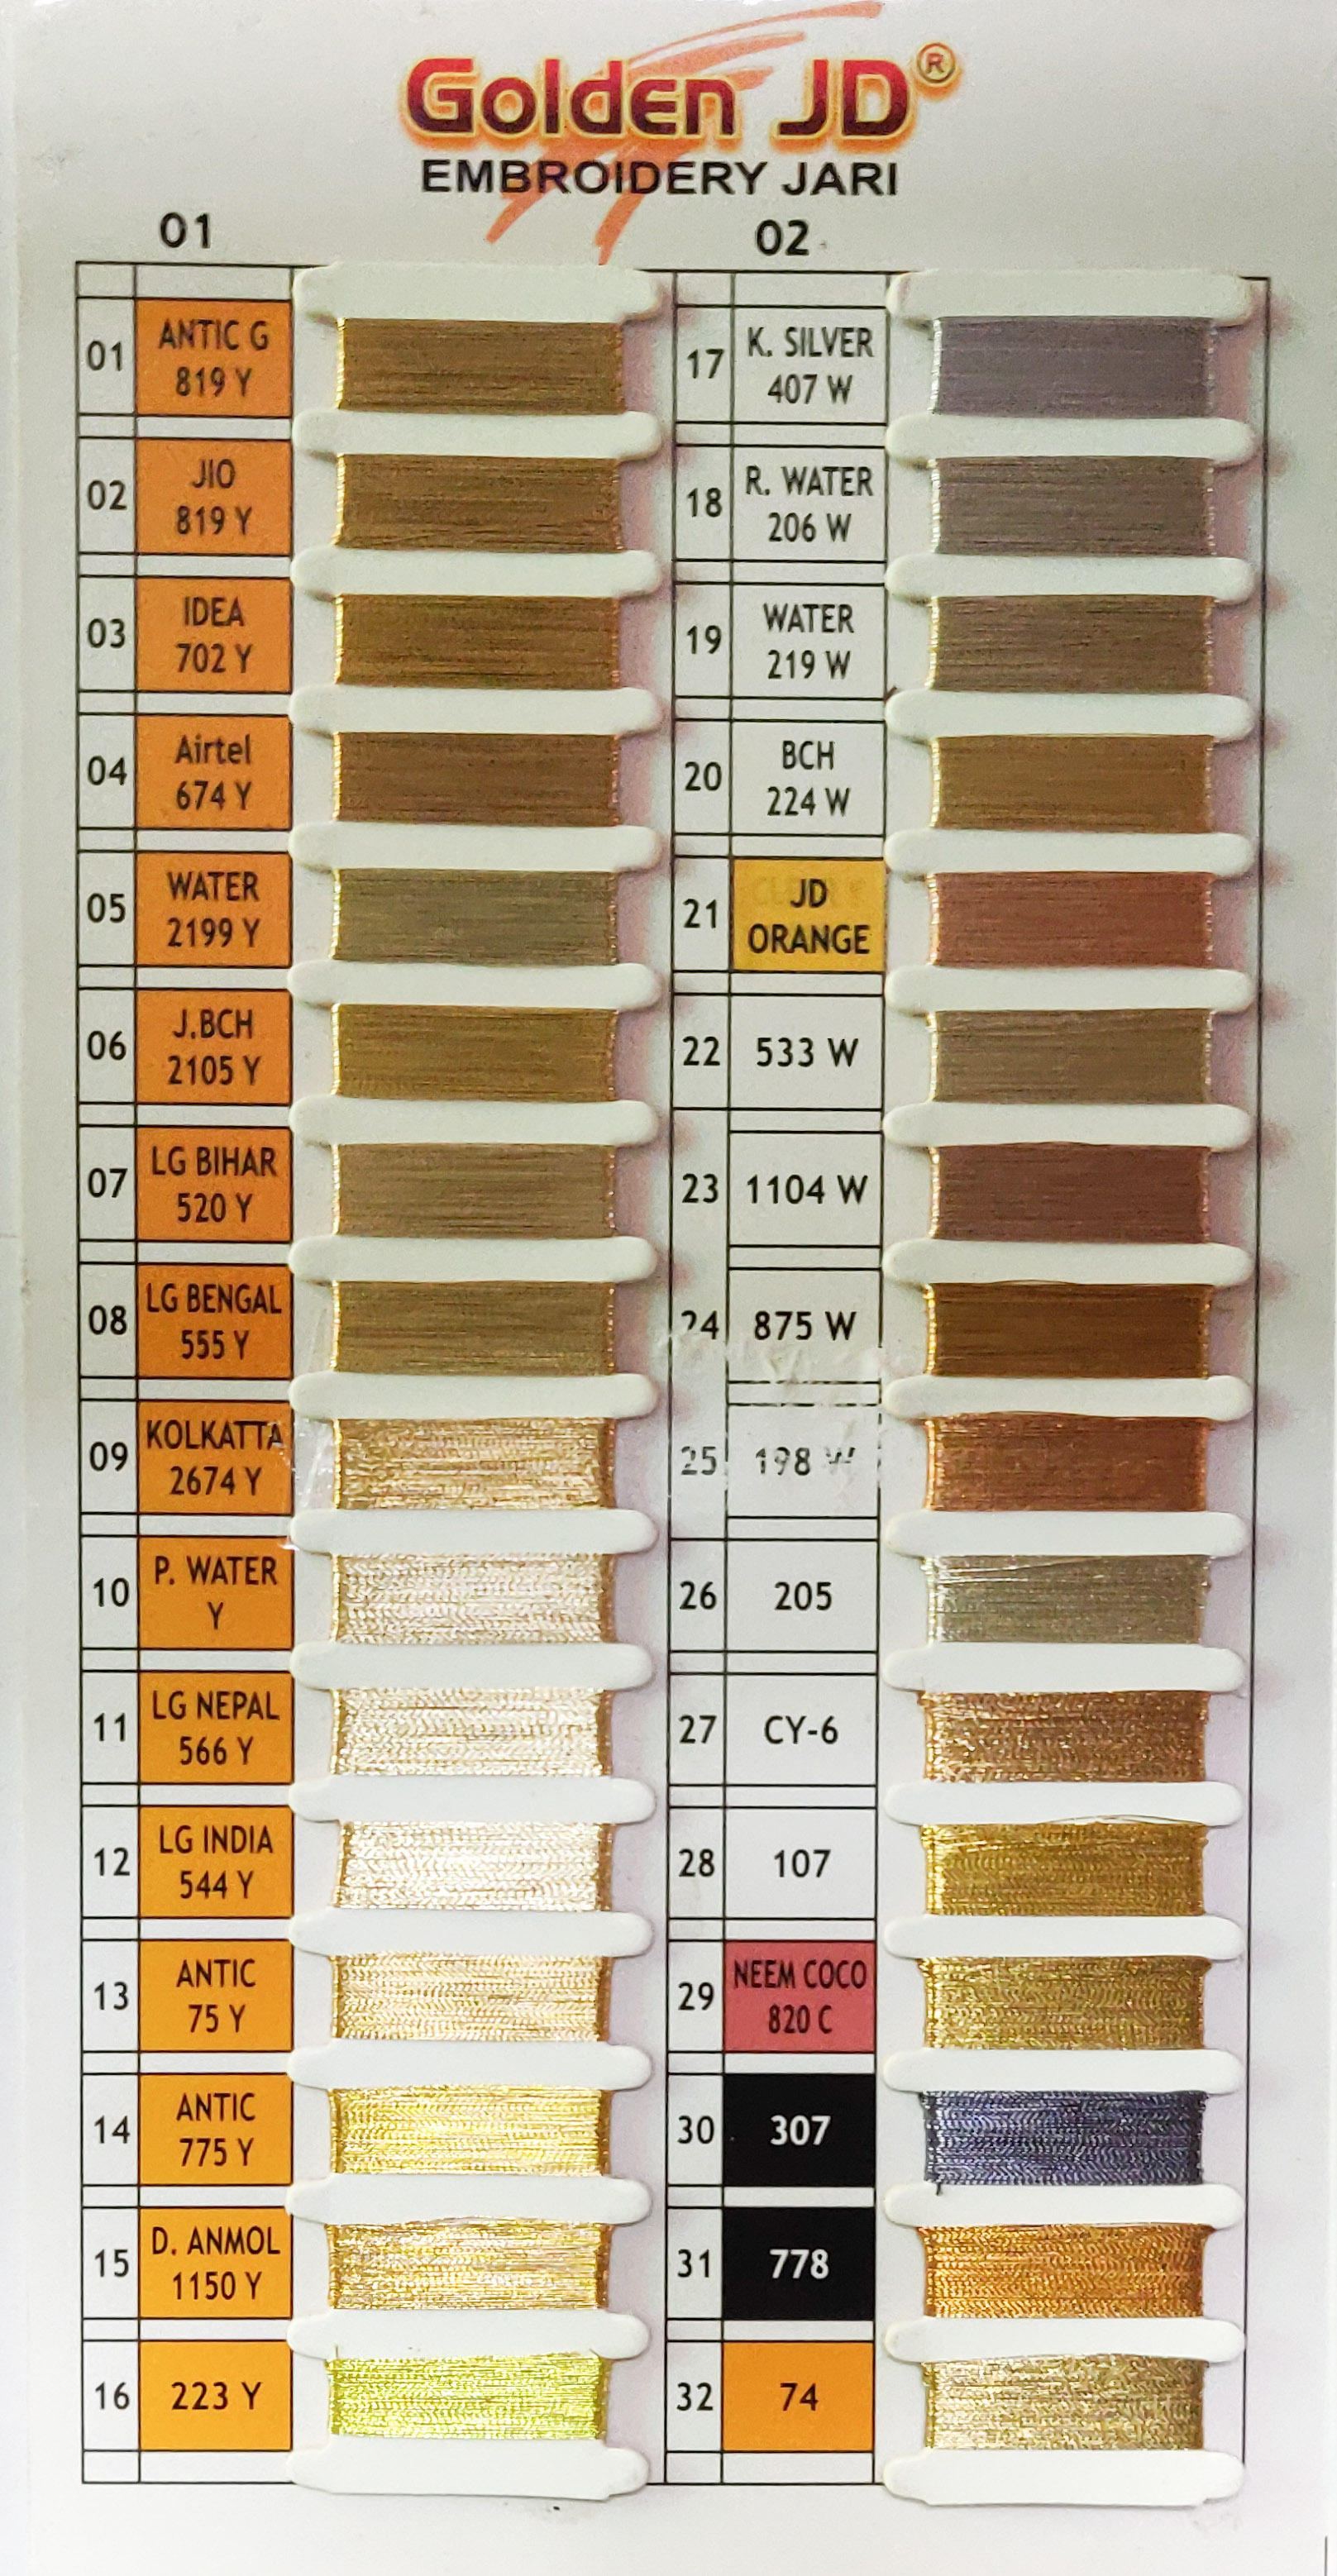 Golden JD®
EMBROIDERY JARI
01
01
ANTIC G
819 Y
02
JIO
819 Y
03
IDEA
702 Y
04
Airtel
674 Y
05
WATER
2199 Y
06
J.BCH
2105 Y
07
LG BIHAR
520 Y
08
LG BENGAL
555 Y
09
KOLKATTA
2674 Y
10
P. WATER
Y
11
LG NEPAL
566 Y
12
LG INDIA
544 Y
13
ANTIC
75 Y
14
ANTIC
775 Y
15
D. ANMOL
1150 Y
16
223 Y
02
17
K. SILVER
407 W
18
R. WATER
206 W
19
WATER
219 W
20
BCH
224 W
21
JD
ORANGE
22
533 W
23
1104 W
24
875 W
25
198 W
26
205
27
CY-6
28
107
29
NEEM COCO
820 C
30
307
31
778
32
74